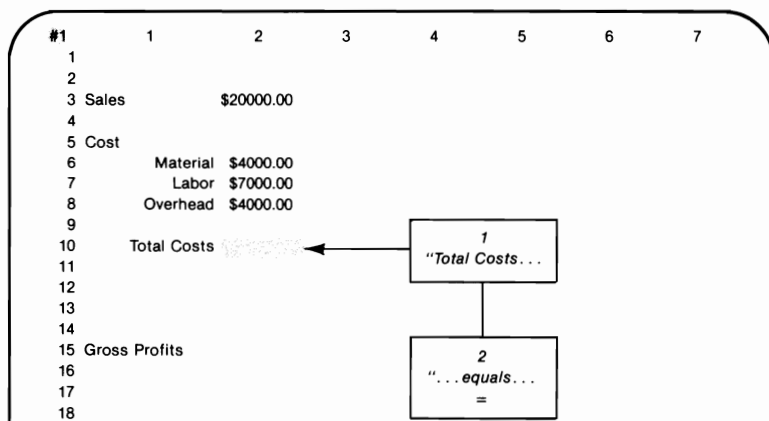 #1 1 2 3 4 5 6 7
1
2
3 Sales $20000.00
4
5 Cost
6 Material $4000.00
7 Labor $7000.00
8 Overhead $4000.00
9
10 Total Costs
11
12
13
14
15 Gross Profits
16
17
18
1
"Total Costs...
2
"...equals...
=